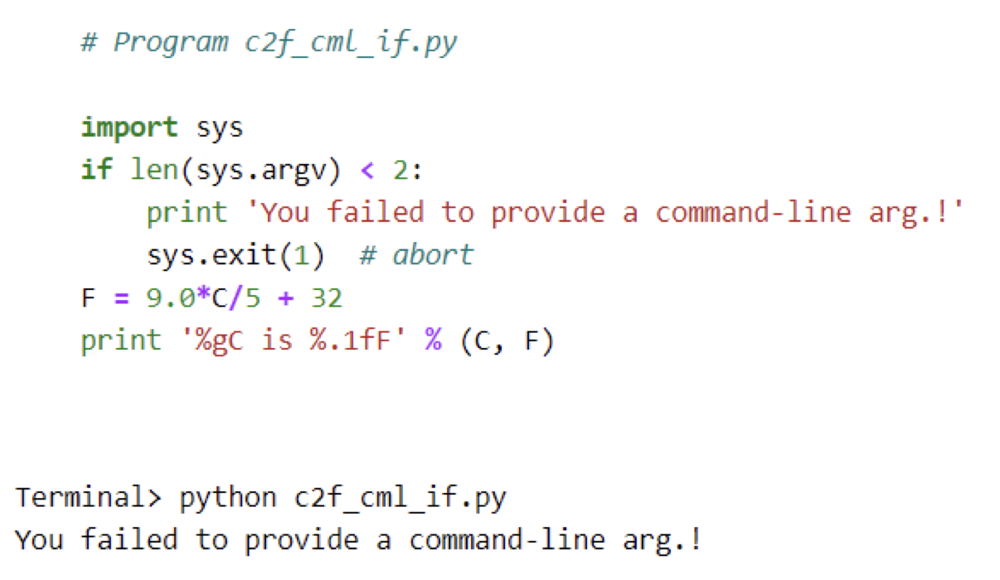 # Program c2f_cml_if.py
import sys
if len(sys.argv) < 2:
    print 'You failed to provide a command-line arg.!'
    sys.exit(1)  # abort
F = 9.0*C/5 + 32
print '%gC is %.1fF' % (C, F)
Terminal> python c2f_cml_if.py
You failed to provide a command-line arg.!